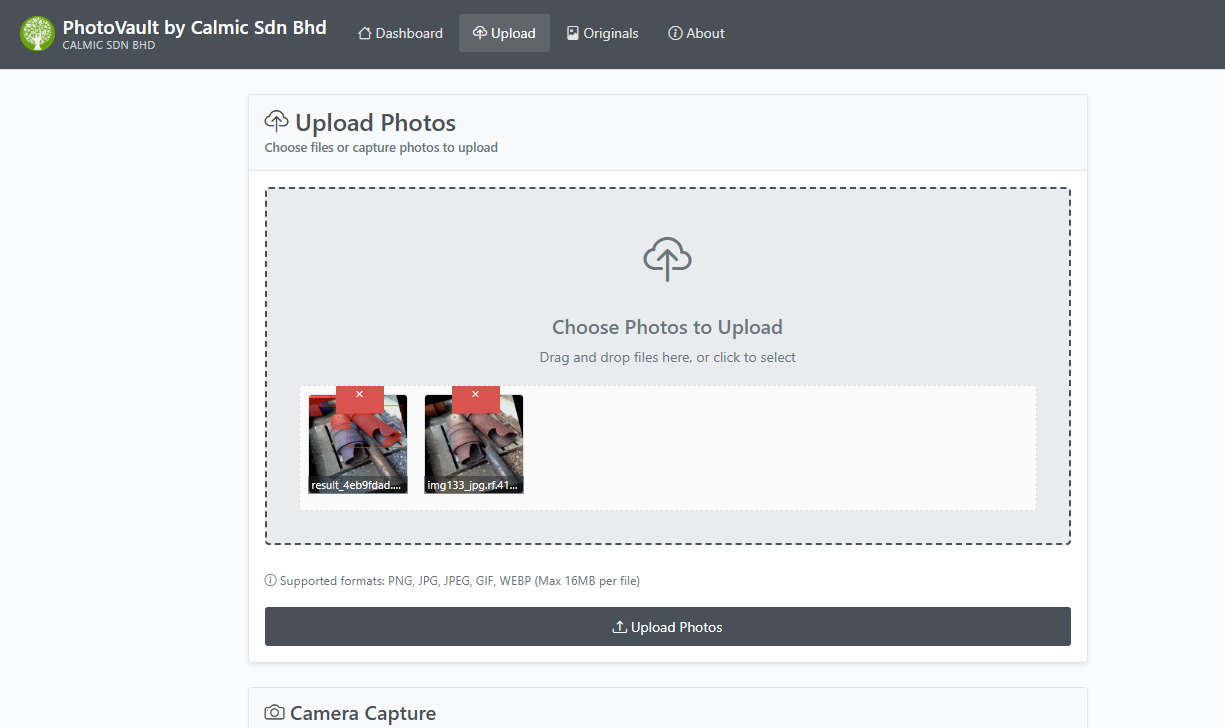 PhotoVault by Calmic Sdn Bhd
CALMIC SDN BHD
Dashboard
Upload
Originals
About
Upload Photos
Choose files or capture photos to upload
Choose Photos to Upload
Drag and drop files here, or click to select
× ×
result_4eb9fdad.... img133_jpg.rf.41...
Supported formats: PNG, JPG, JPEG, GIF, WEBP (Max 16MB per file)
Upload Photos
Camera Capture